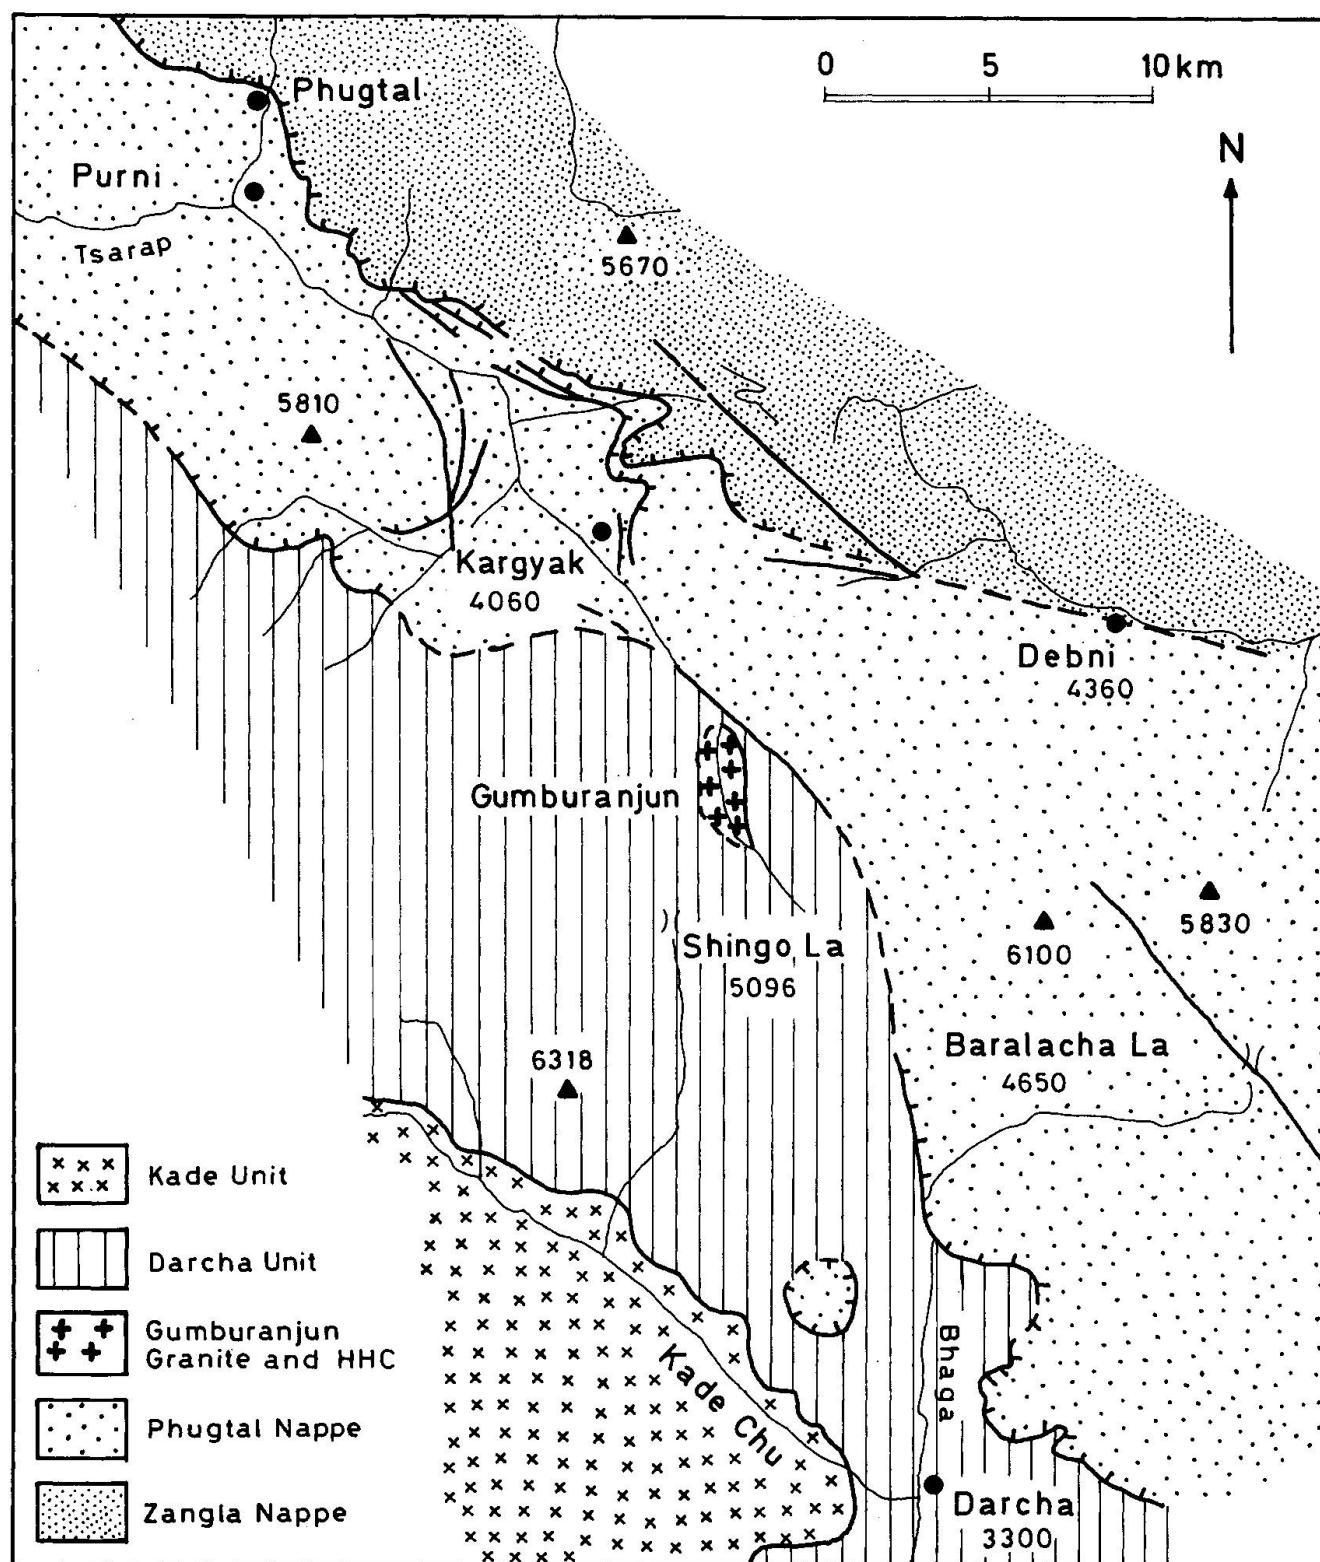 0 5 10 km
Phugtal
N
Purni
Tsarap
5670
5810
Kargyak
4060
Debni
4360
Gumburanjun
Shingo La
5096
5830
6100
Baralacha La
4650
6318
Kade Unit
Darcha Unit
Gumburanjun
Granite and HHC
Phugtal Nappe
Zangla Nappe
Kade Chu
Bhaga
Darcha
3300